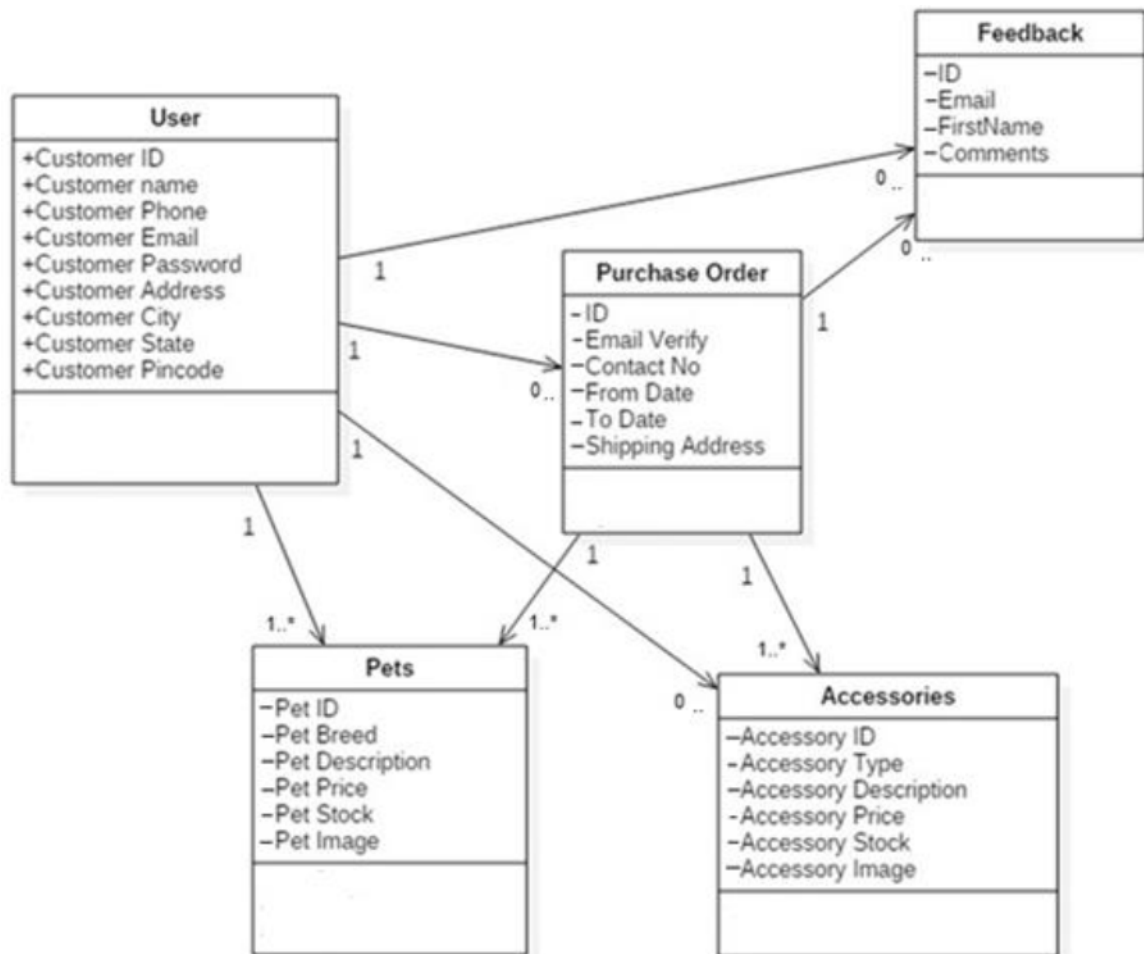 Feedback
–ID
–Email
–FirstName
–Comments
User
+Customer ID
+Customer name
+Customer Phone
+Customer Email
+Customer Password
+Customer Address
+Customer City
+Customer State
+Customer Pincode
0 ..
1
0 ..
Purchase Order
- ID
–Email Verify
–Contact No
–From Date
–To Date
–Shipping Address
1
1
0 ..
1
1
1
1
1..*
1..*
1..*
0 ..
Pets
–Pet ID
–Pet Breed
–Pet Description
–Pet Price
–Pet Stock
–Pet Image
Accessories
–Accessory ID
-Accessory Type
–Accessory Description
-Accessory Price
–Accessory Stock
–Accessory Image